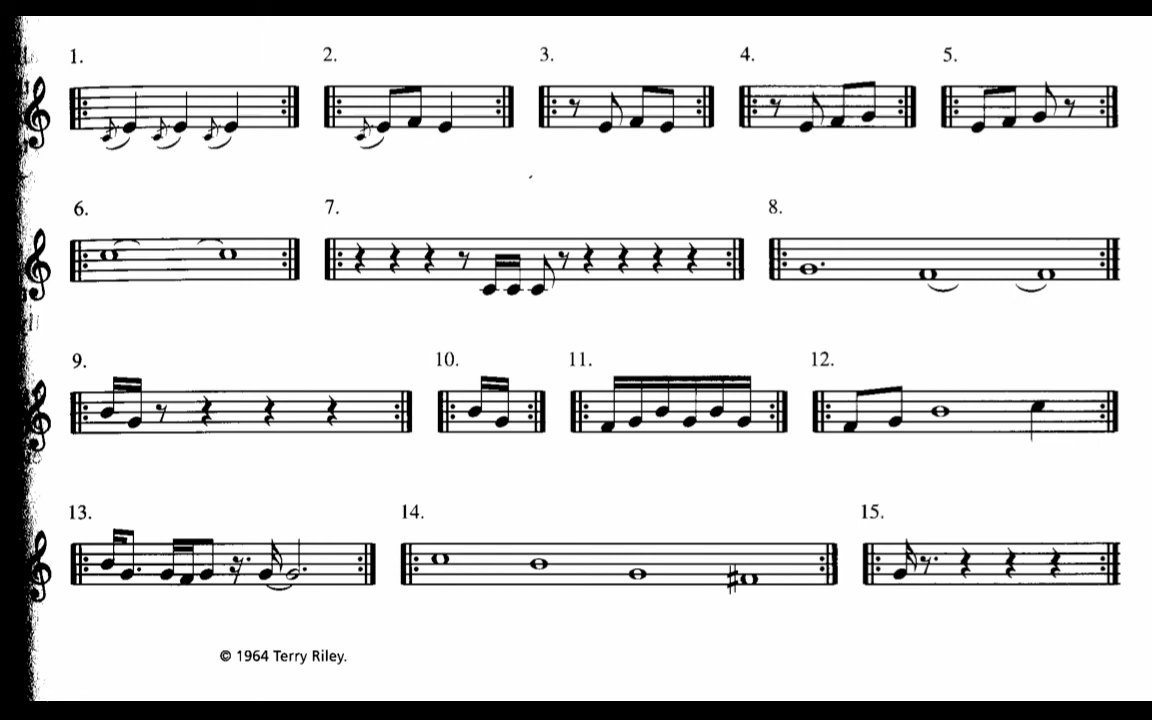 1. 2. 3. 4. 5.
6. 7. 8.
9. 10. 11. 12.
13. 14. 15.
© 1964 Terry Riley.